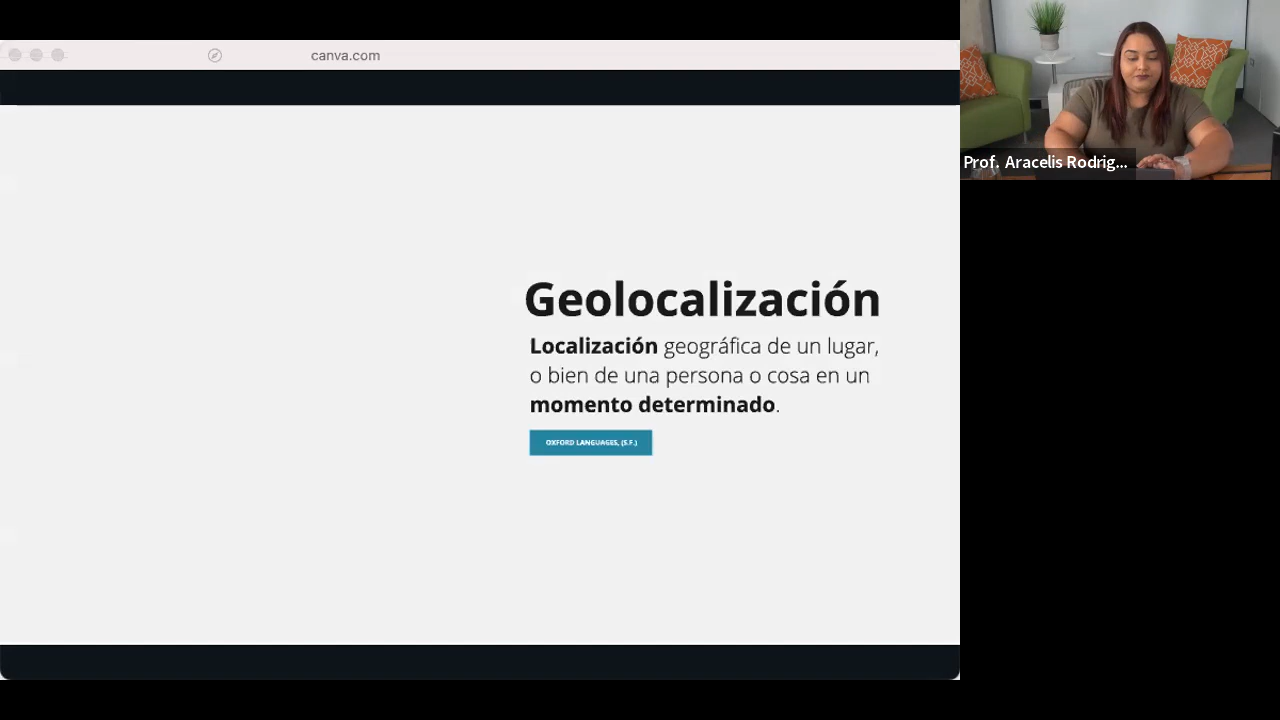 canva.com
Prof. Aracelis Rodrig...
Geolocalización
Localización geográfica de un lugar,
o bien de una persona o cosa en un
momento determinado.
OXFORD LANGUAGES, (S.F.)